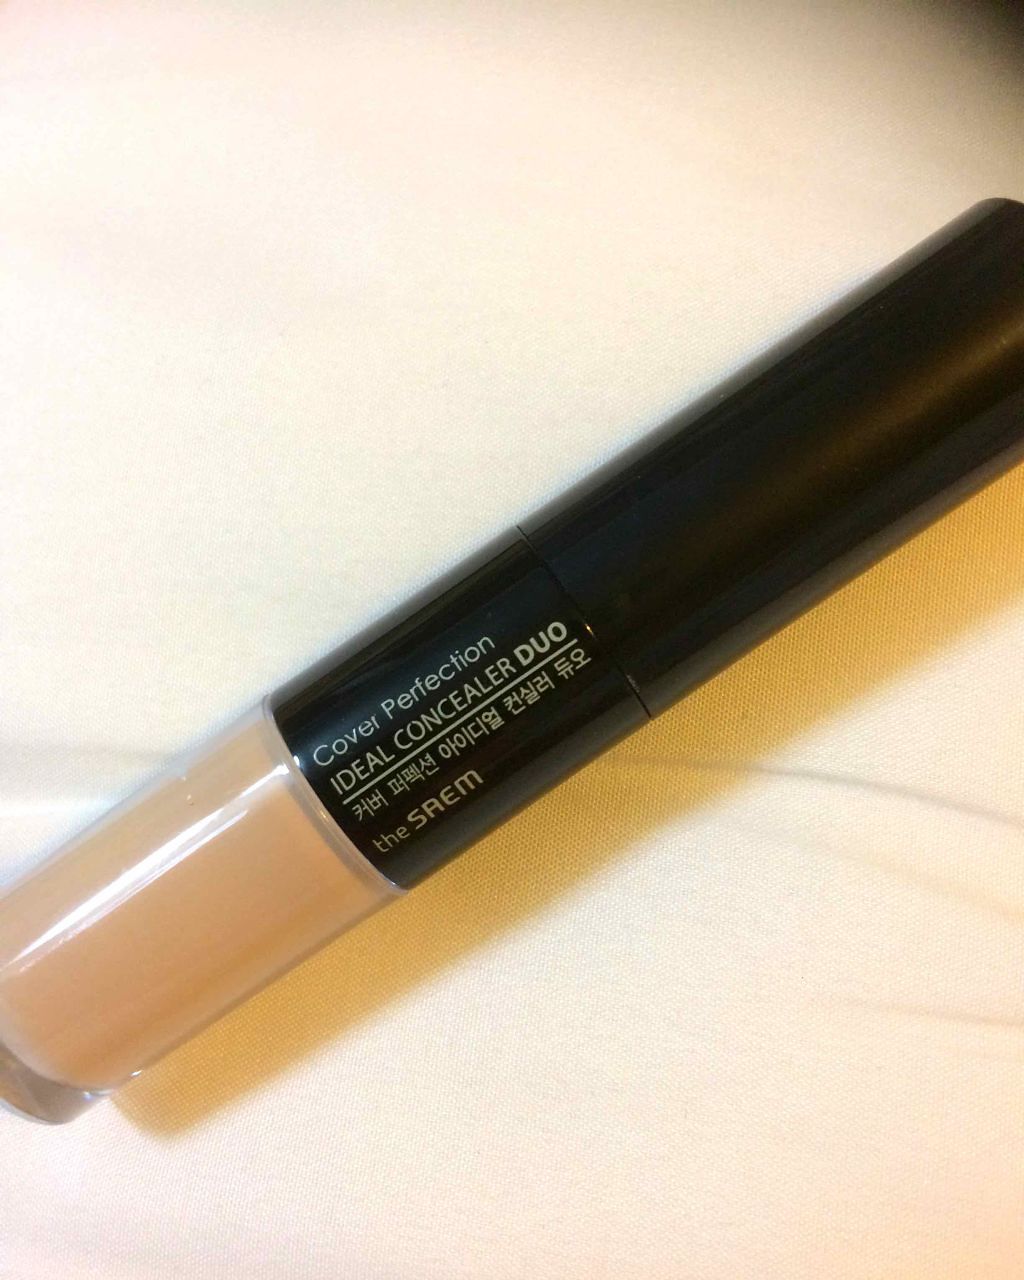 Cover Perfection
IDEAL CONCEALER DUO
커버 퍼펙션 아이디얼 컨실러 듀오
the SAEM